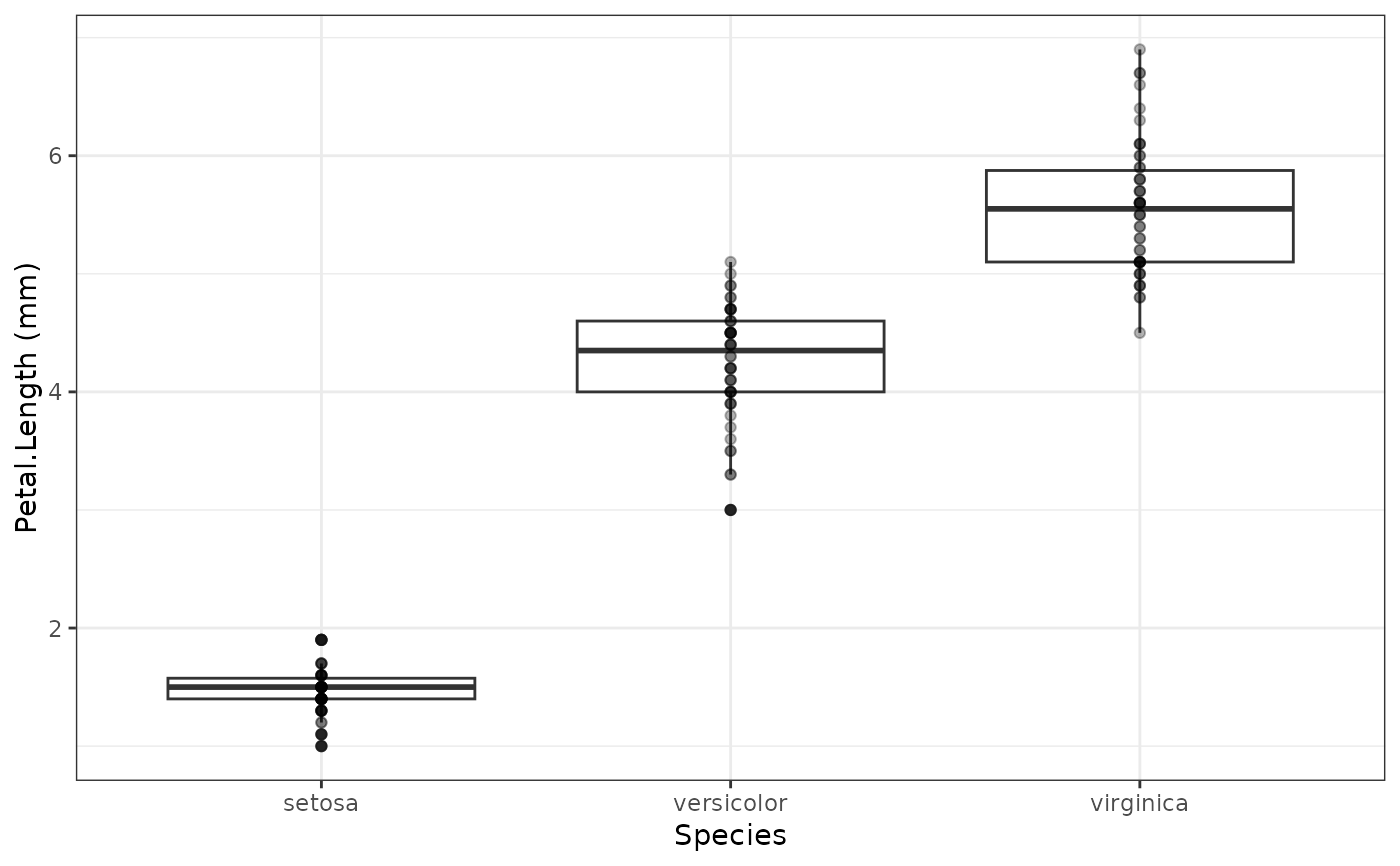 Petal.Length (mm)
6
4
2
setosa
versicolor
virginica
Species